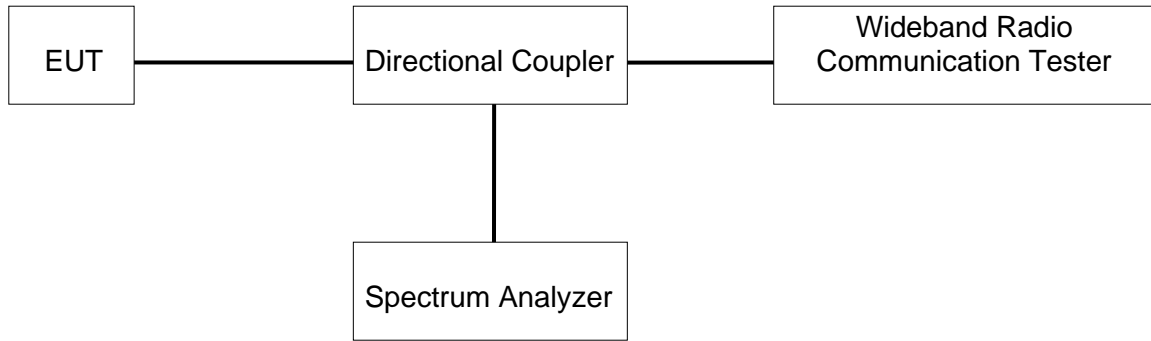 EUT
Directional Coupler
Wideband Radio
Communication Tester
Spectrum Analyzer